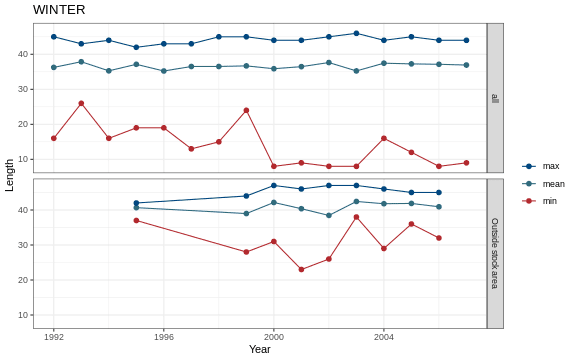 WINTER
40
30
20
10
all
40
30
20
10
Outside stock area
1992
1996
2000
2004
Year
Length
max
mean
min